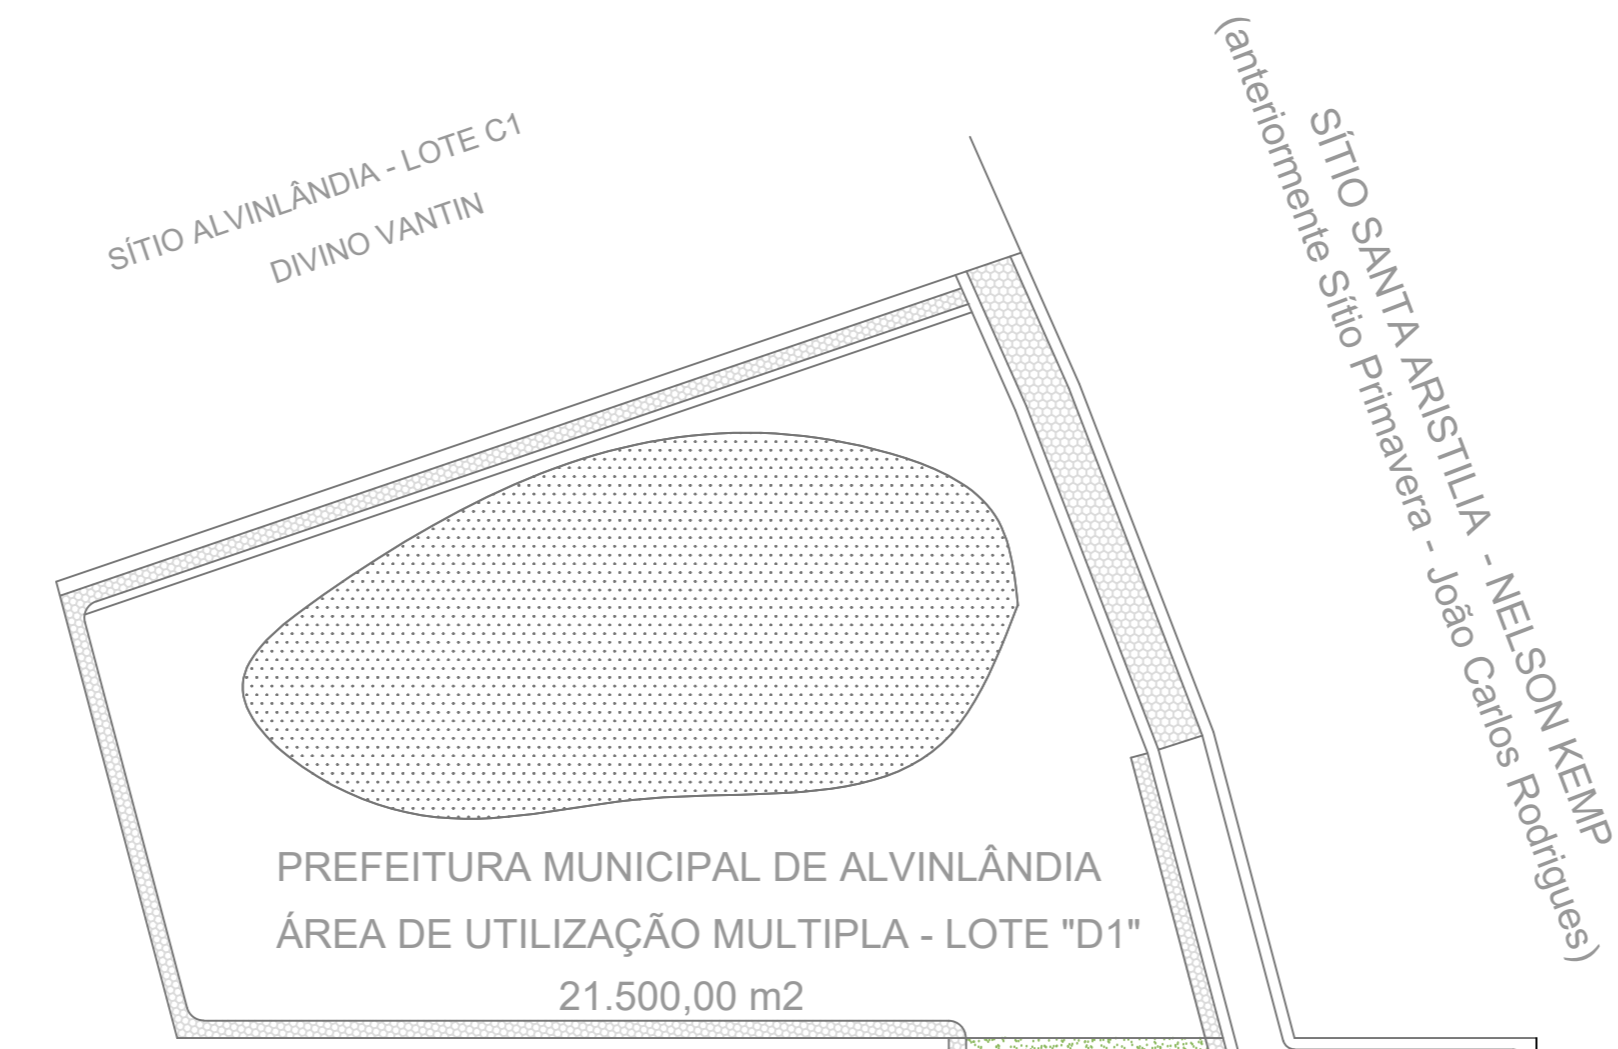 SÍTIO ALVINLÂNDIA - LOTE C1
DIVINO VANTIN
SÍTIO SANTA ARISTILIA - NELSON KEMP
(anteriormente Sítio Primavera - João Carlos Rodrigues)
PREFEITURA MUNICIPAL DE ALVINLÂNDIA
ÁREA DE UTILIZAÇÃO MULTIPLA - LOTE "D1"
21.500,00 m2